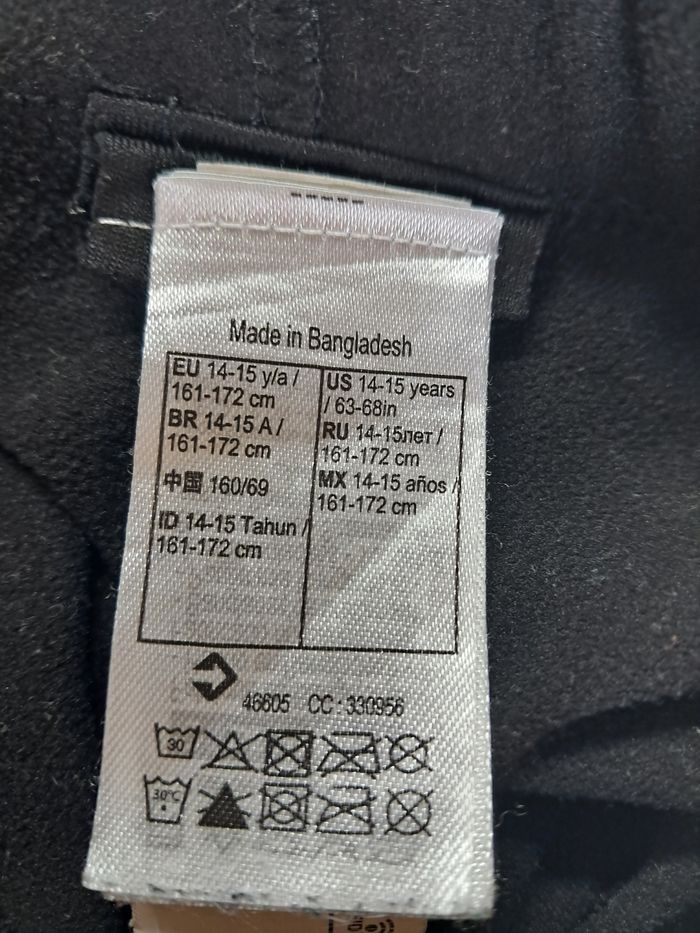 Made in Bangladesh
EU 14-15 y/a /
161-172 cm
BR 14-15 A /
161-172 cm
中国 160/69
ID 14-15 Tahun /
161-172 cm
US 14-15 years
/ 63-68in
RU 14-15лет /
161-172 cm
MX 14-15 años /
161-172 cm
46605 CC : 330956
30
30°C